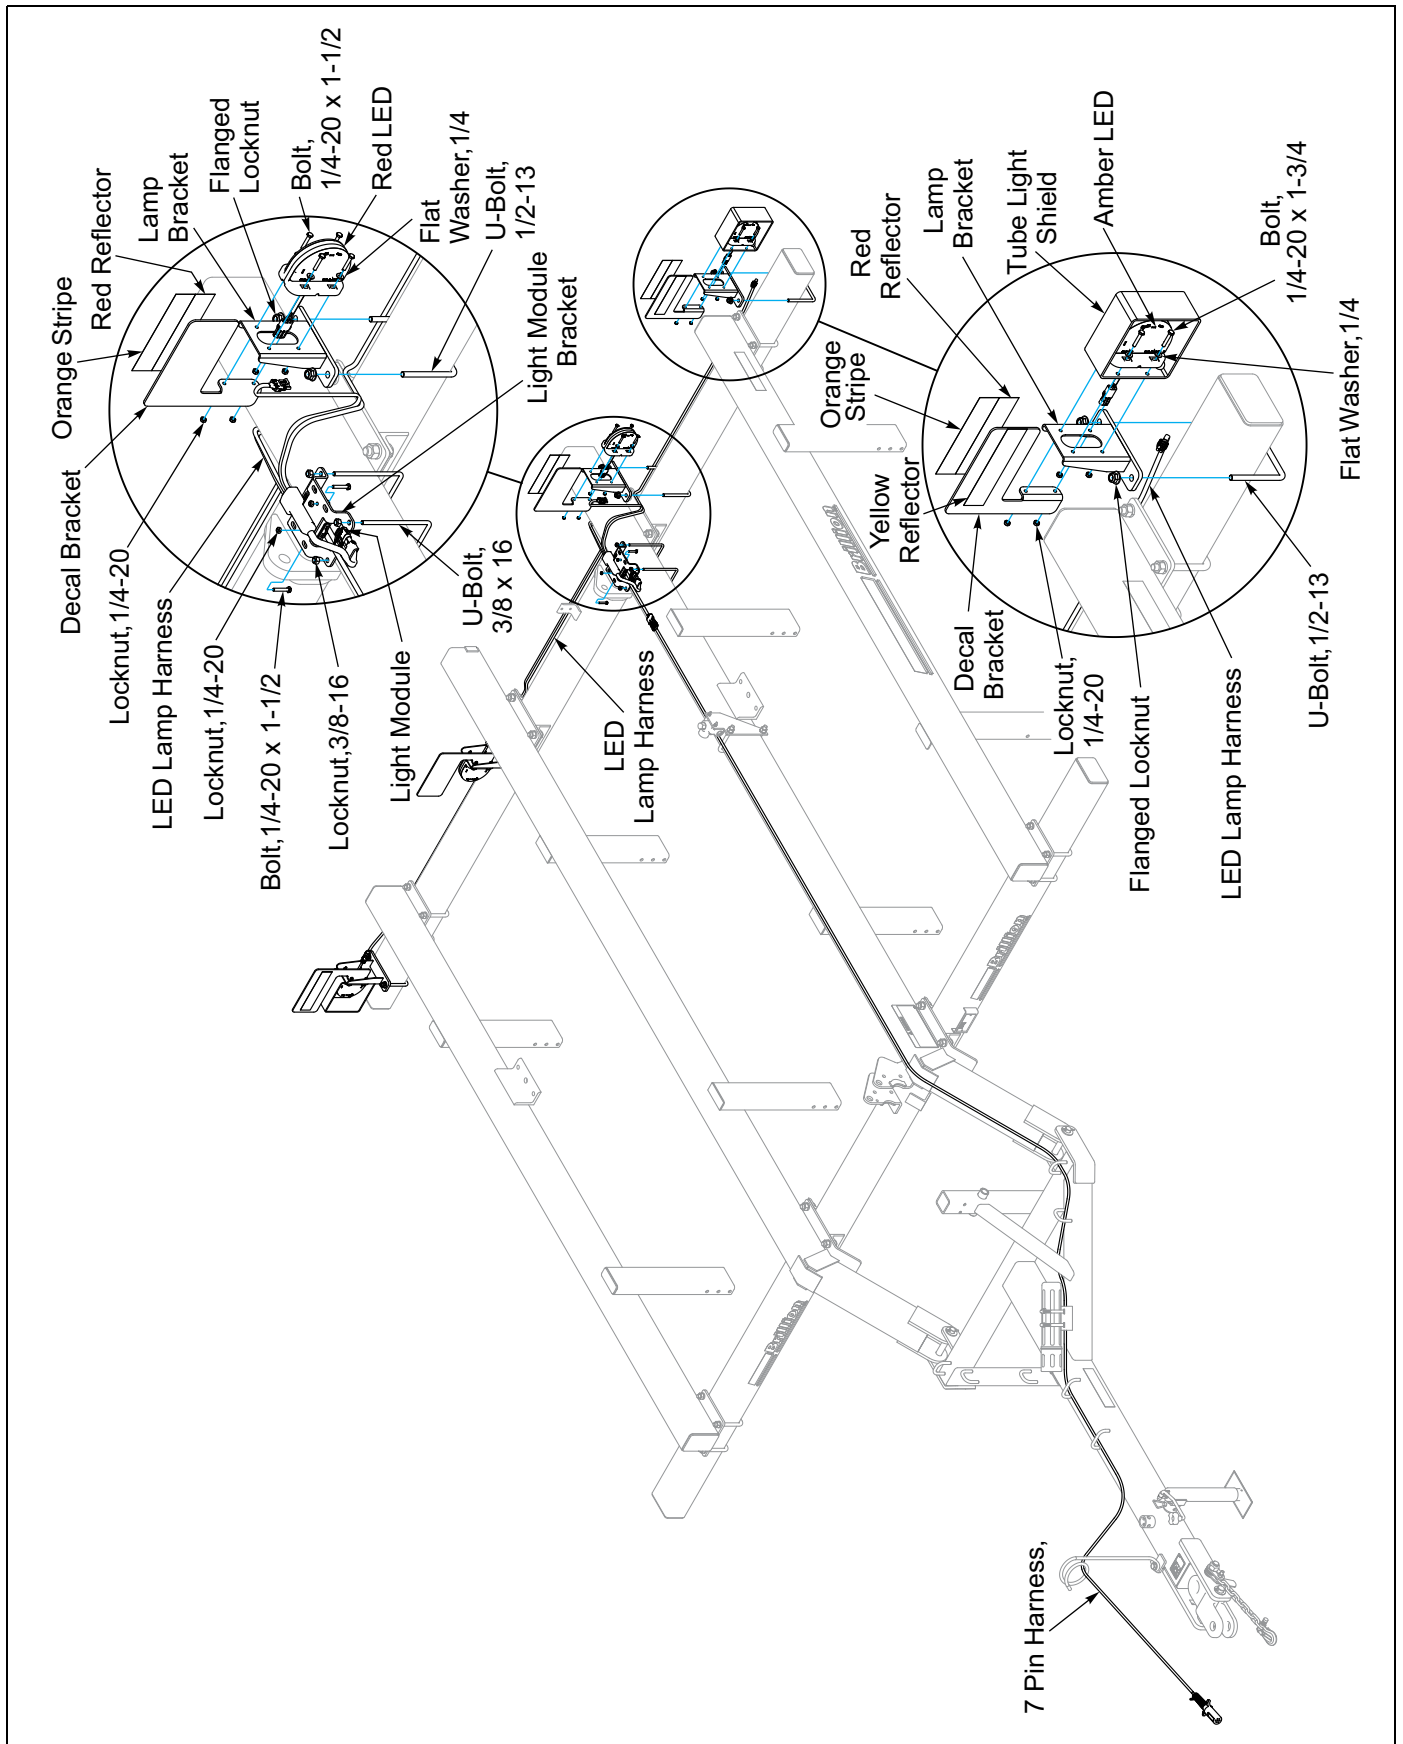 Orange Stripe
Red Reflector
Lamp
Bracket
Flanged
Locknut
Bolt,
1/4-20 x 1-1/2
Red LED
Flat
Washer,1/4
U-Bolt,
1/2-13
Light Module
Bracket
U-Bolt,
3/8 x 16
Decal Bracket
Locknut,1/4-20
LED Lamp Harness
Locknut,1/4-20
Bolt,1/4-20 x 1-1/2
Locknut,3/8-16
Light Module
LED
Lamp Harness
Orange
Stripe
Red
Reflector
Lamp
Bracket
Tube Light
Shield
Amber LED
Bolt,
1/4-20 x 1-3/4
Flat Washer,1/4
Yellow
Reflector
Decal
Bracket
Locknut,
1/4-20
Flanged Locknut
LED Lamp Harness
U-Bolt,1/2-13
7 Pin Harness,
Brillion
Brillion
Brillion